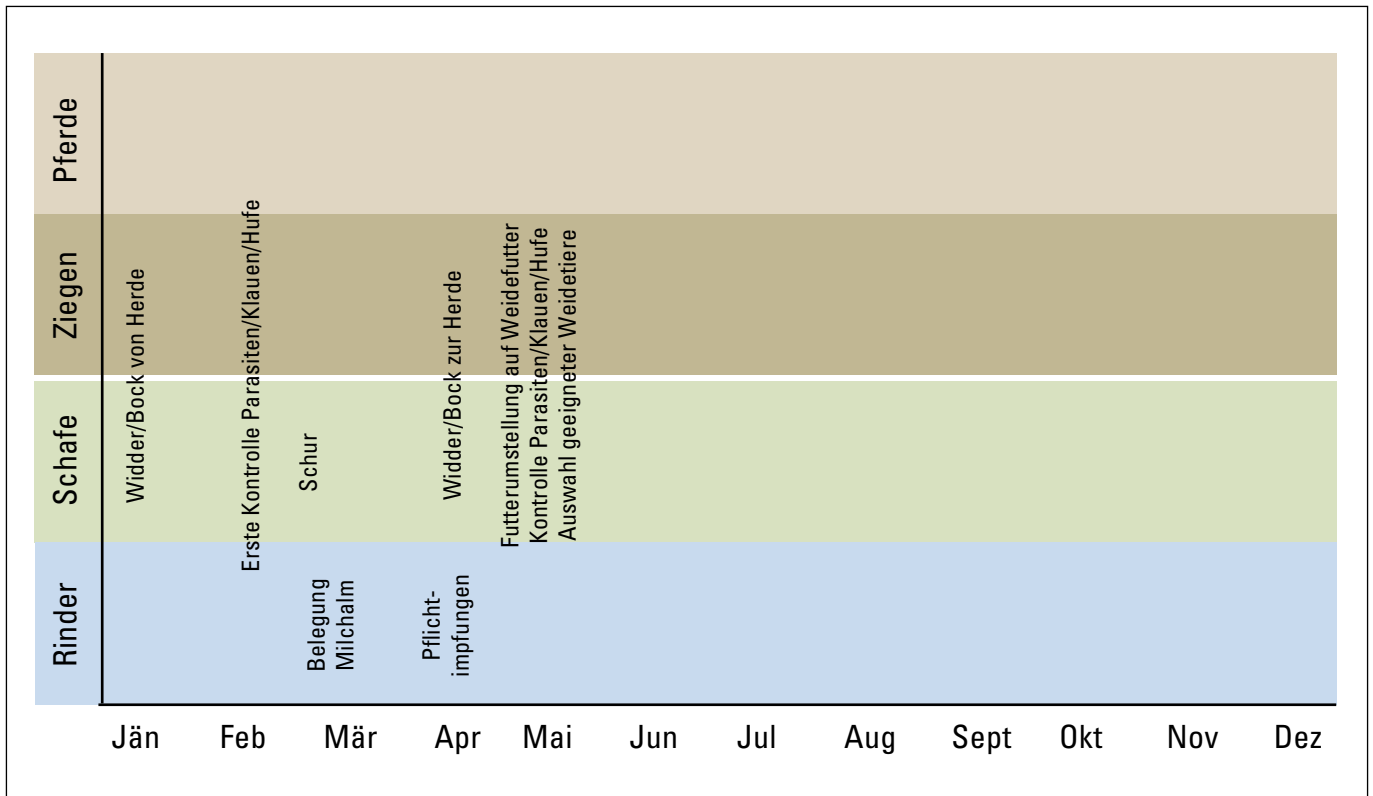 Pferde
Ziegen
Schafe
Rinder
Widder/Bock von Herde
Erste Kontrolle Parasiten/Klauen/Hufe
Schur
Widder/Bock zur Herde
Futterumstellung auf Weidefutter
Kontrolle Parasiten/Klauen/Hufe
Auswahl geeigneter Weidetiere
Belegung
Milchalm
Pflicht-
impfungen
Jän Feb Mär Apr Mai Jun Jul Aug Sept Okt Nov Dez